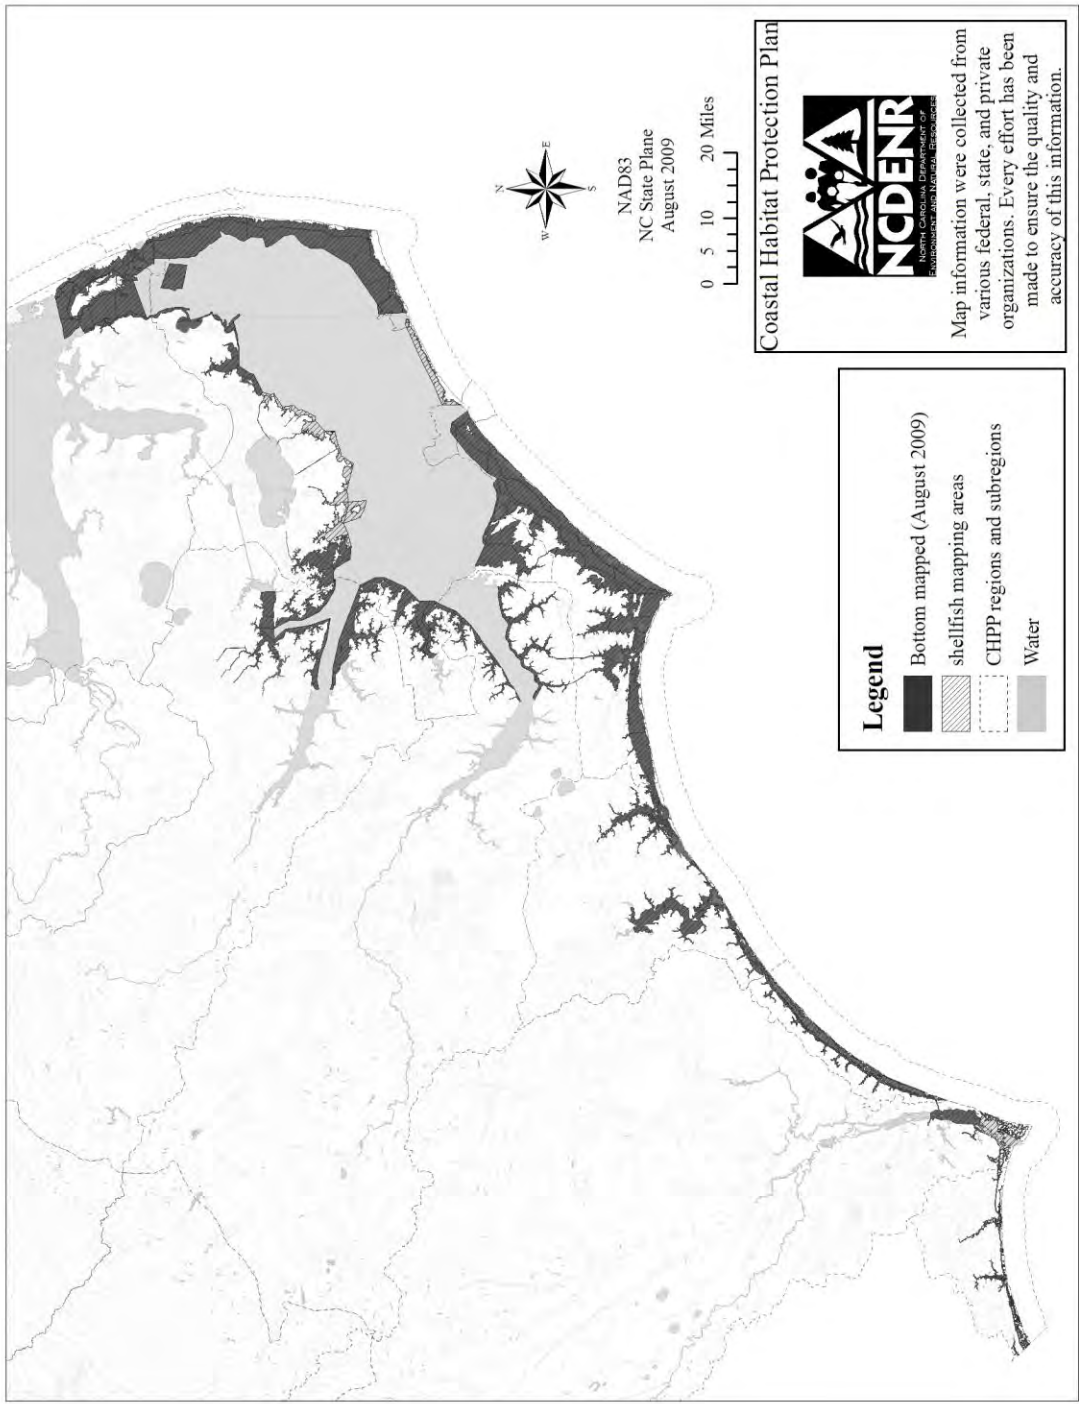 N
W
E
S
NAD83
NC State Plane
August 2009
0 5 10 20 Miles
Coastal Habitat Protection Plan
NCDENR
NORTH CAROLINA DEPARTMENT OF
ENVIRONMENT AND NATURAL RESOURCES
Map information were collected from
various federal, state, and private
organizations. Every effort has been
made to ensure the quality and
accuracy of this information.
Legend
Bottom mapped (August 2009)
shellfish mapping areas
CHPP regions and subregions
Water